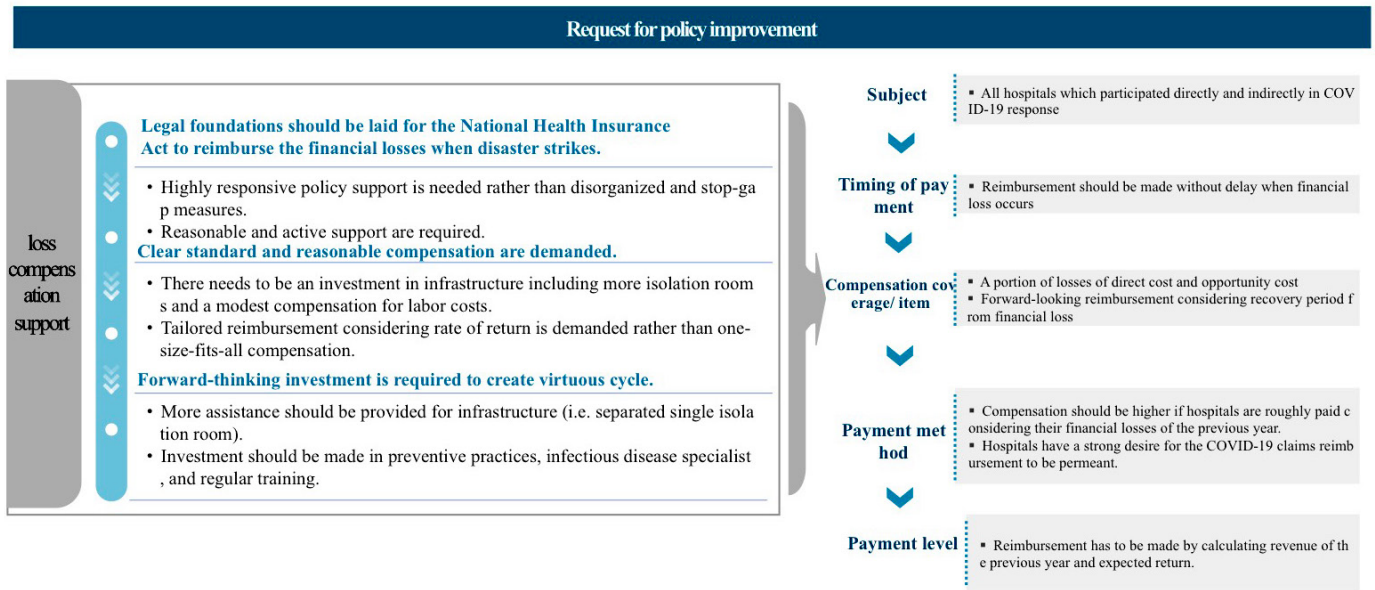 Request for policy improvement
loss
compens
ation
support
Legal foundations should be laid for the National Health Insurance
Act to reimburse the financial losses when disaster strikes.
• Highly responsive policy support is needed rather than disorganized and stop-ga
p measures.
• Reasonable and active support are required.
Clear standard and reasonable compensation are demanded.
• There needs to be an investment in infrastructure including more isolation room
s and a modest compensation for labor costs.
• Tailored reimbursement considering rate of return is demanded rather than one-
size-fits-all compensation.
Forward-thinking investment is required to create virtuous cycle.
• More assistance should be provided for infrastructure (i.e. separated single isola
tion room).
• Investment should be made in preventive practices, infectious disease specialist
, and regular training.
Subject
▪ All hospitals which participated directly and indirectly in COV
ID-19 response
Timing of pay
ment
▪ Reimbursement should be made without delay when financial
loss occurs
Compensation cov
erage/ item
▪ A portion of losses of direct cost and opportunity cost
▪ Forward-looking reimbursement considering recovery period f
rom financial loss
Payment met
hod
▪ Compensation should be higher if hospitals are roughly paid c
onsidering their financial losses of the previous year.
▪ Hospitals have a strong desire for the COVID-19 claims reimb
ursement to be permeant.
Payment level
▪ Reimbursement has to be made by calculating revenue of th
e previous year and expected return.